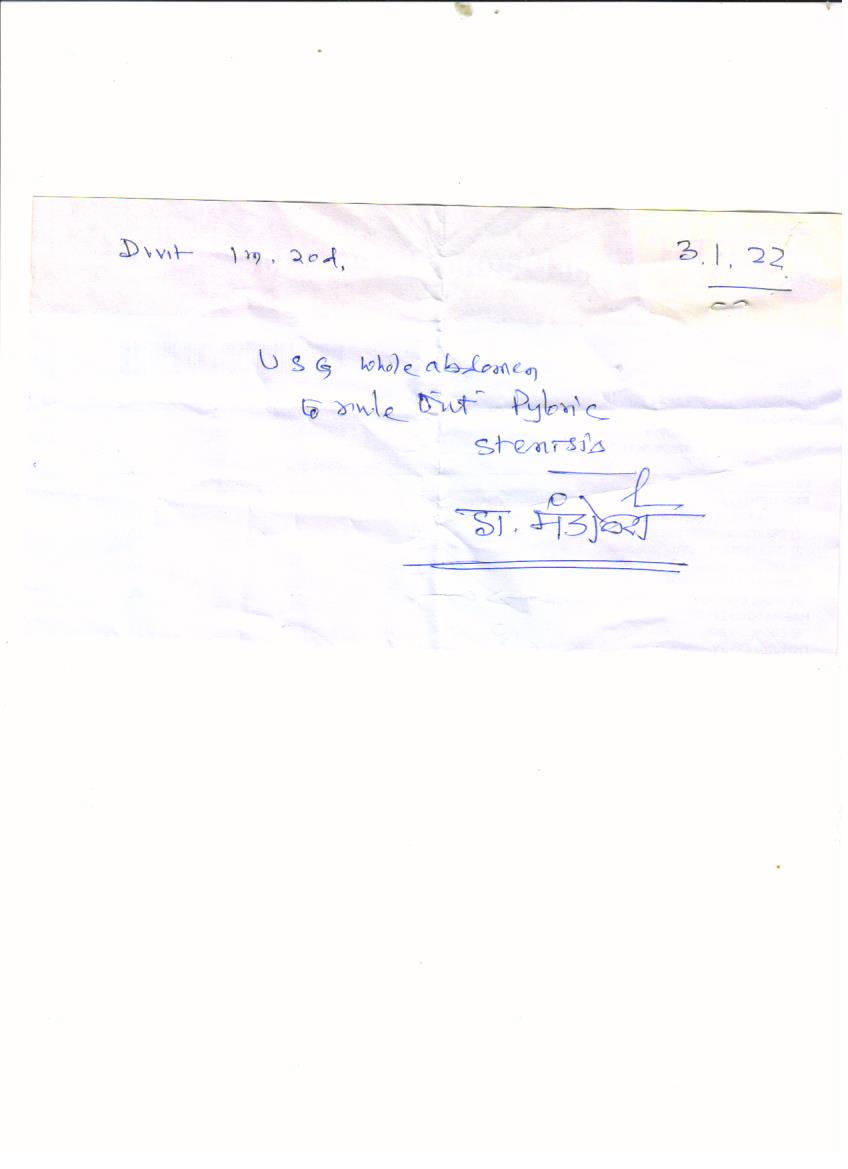 Divit 1m. 20d. 3.1.22
USG whole abdomen
to rule out Pyloric
stenosis
डा.